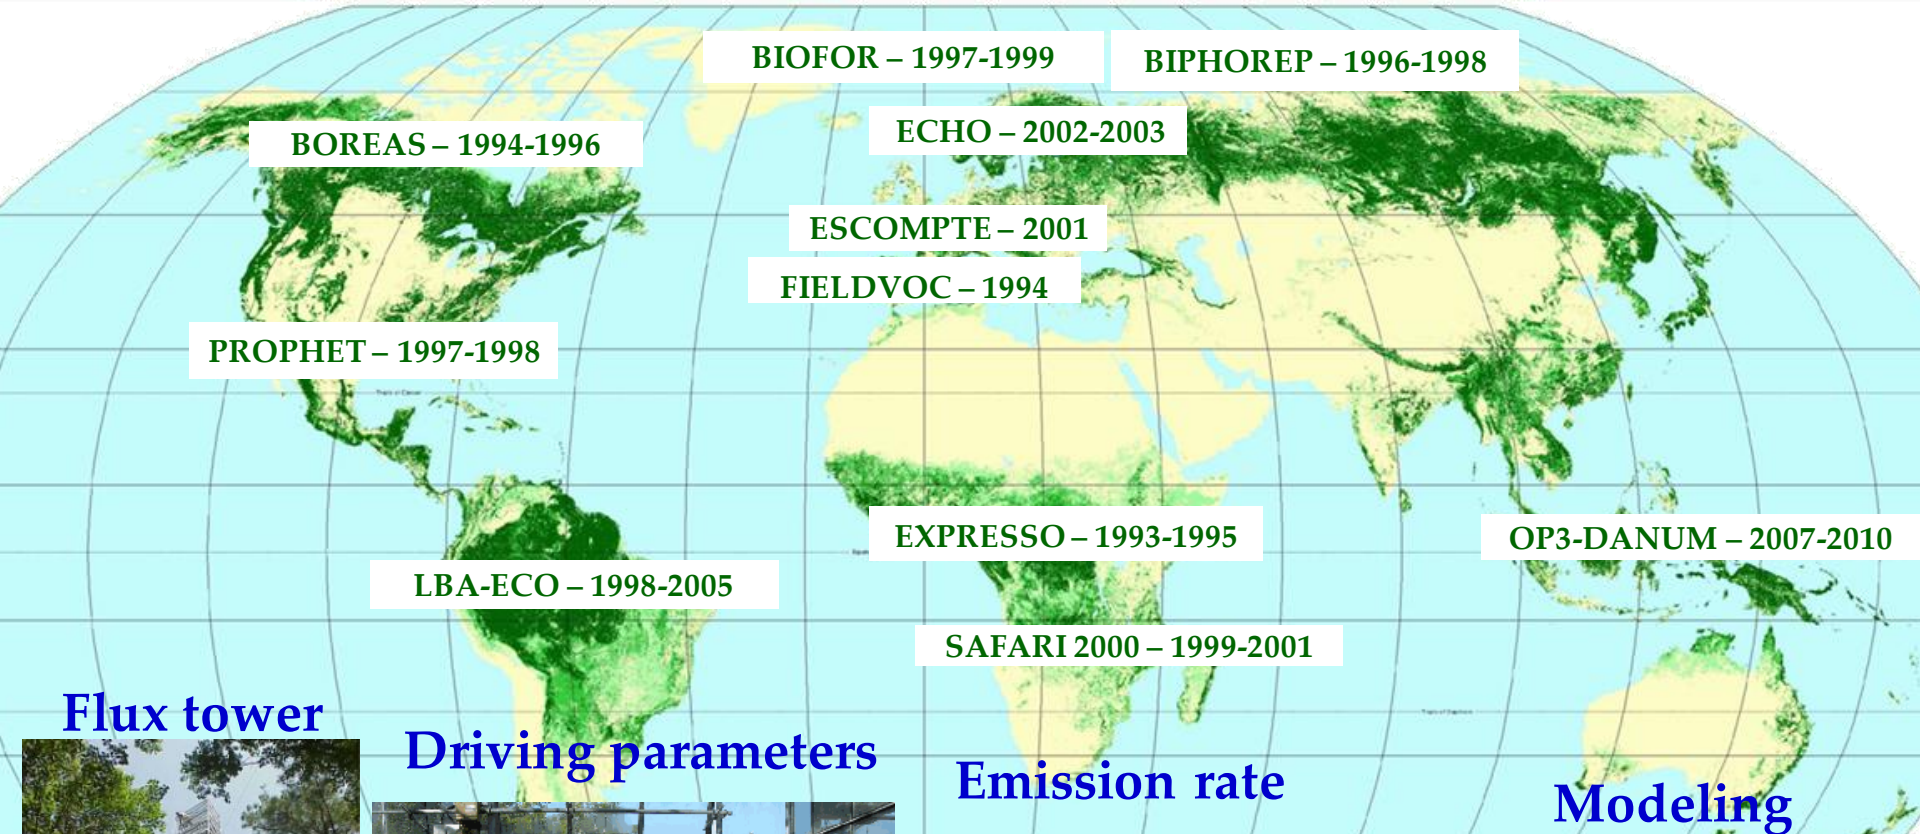 BIOFOR – 1997-1999
BIPHOREP – 1996-1998
ECHO – 2002-2003
BOREAS – 1994-1996
ESCOMPTE – 2001
FIELDVOC – 1994
PROPHET – 1997-1998
EXPRESSO – 1993-1995
OP3-DANUM – 2007-2010
LBA-ECO – 1998-2005
SAFARI 2000 – 1999-2001
Flux tower
Driving parameters
Emission rate
Modeling